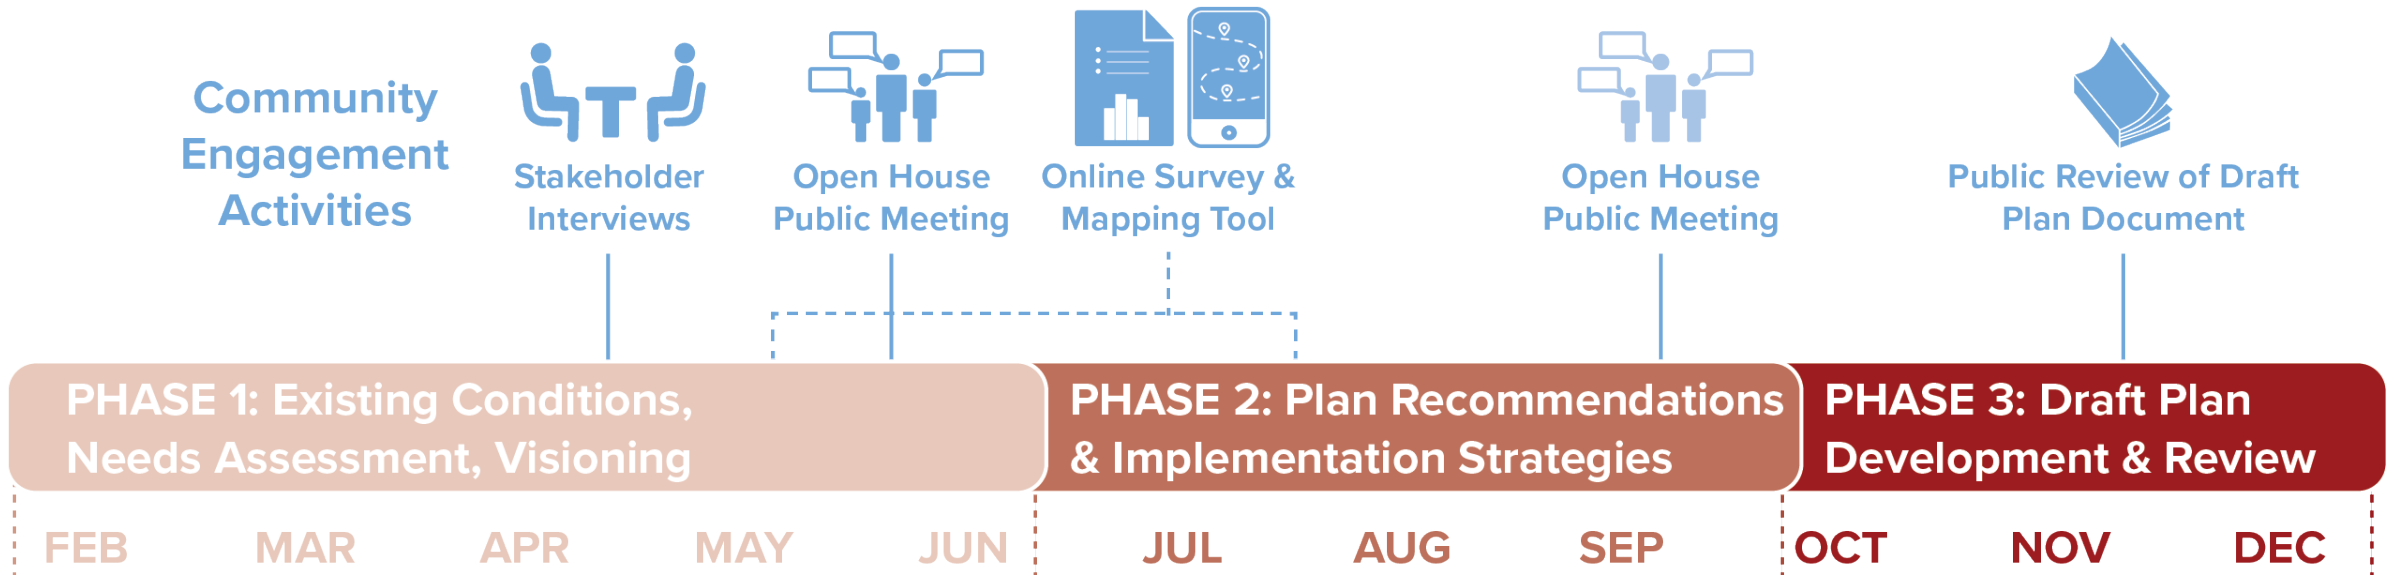 Community
Engagement
Activities
Stakeholder
Interviews
Open House
Public Meeting
Online Survey &
Mapping Tool
Open House
Public Meeting
Public Review of Draft
Plan Document
PHASE 1: Existing Conditions,
Needs Assessment, Visioning
PHASE 2: Plan Recommendations
& Implementation Strategies
PHASE 3: Draft Plan
Development & Review
FEB MAR APR MAY JUN JUL AUG SEP OCT NOV DEC